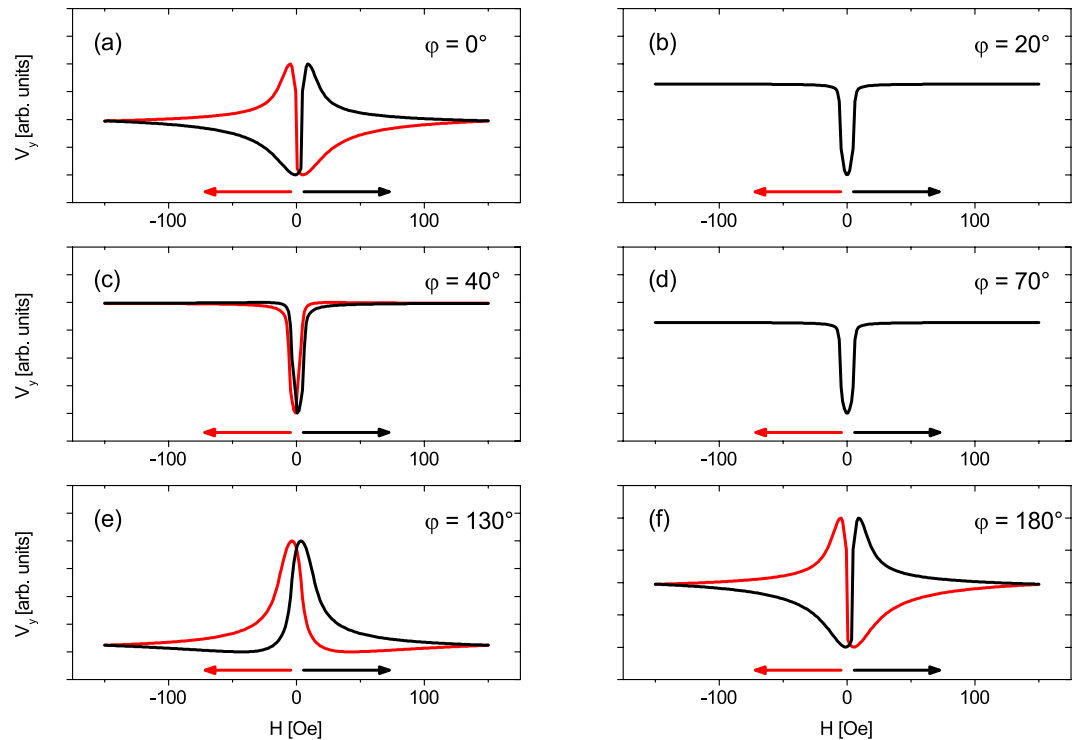 (a) φ = 0°
(b) φ = 20°
V_y [arb. units]
-100 0 100
-100 0 100
(c) φ = 40°
(d) φ = 70°
V_y [arb. units]
-100 0 100
-100 0 100
(e) φ = 130°
(f) φ = 180°
V_y [arb. units]
-100 0 100
-100 0 100
H [Oe]
H [Oe]